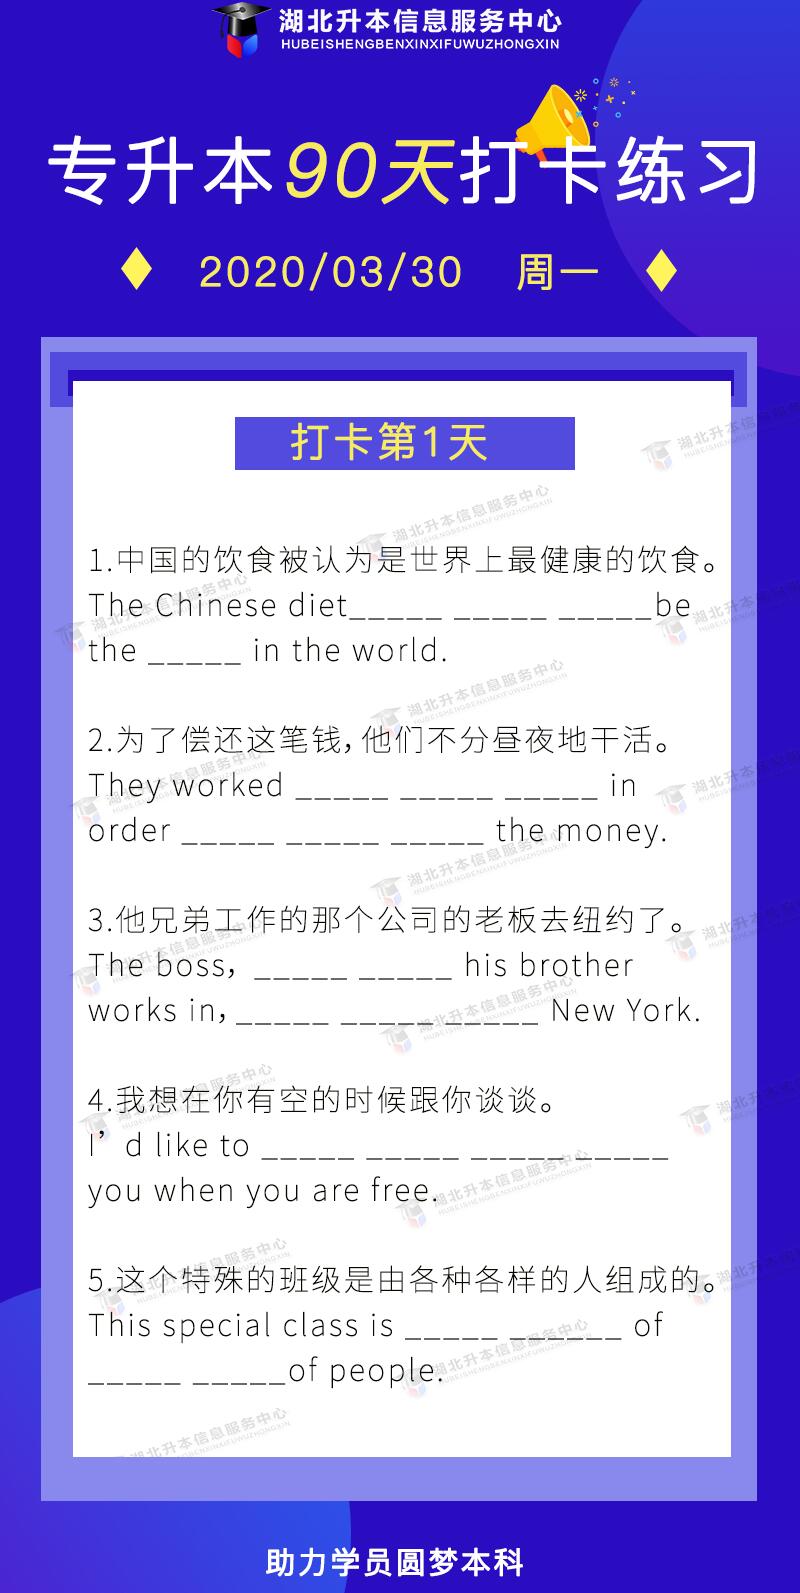 湖北升本信息服务中心
HUBEISHENGBENXINXIFUWUZHONGXIN
专升本90天打卡练习
2020/03/30 周一
打卡第1天
1.中国的饮食被认为是世界上最健康的饮食。
The Chinese diet_____ _____ _____be
the _____ in the world.
2.为了偿还这笔钱,他们不分昼夜地干活。
They worked _____ _____ _____ in
order _____ _____ _____ the money.
3.他兄弟工作的那个公司的老板去纽约了。
The boss, _____ _____ his brother
works in, _____ _____ _____ New York.
4.我想在你有空的时候跟你谈谈。
I’d like to _____ _____ _____ _____
you when you are free.
5.这个特殊的班级是由各种各样的人组成的。
This special class is _____ ______ of
_____ _____of people.
助力学员圆梦本科